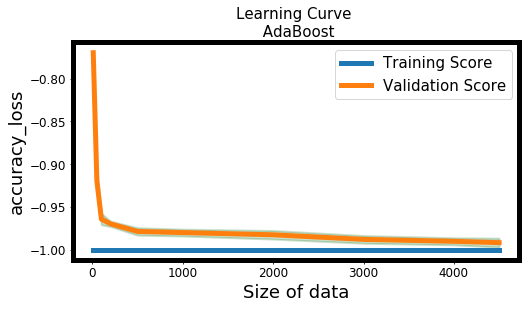 Learning Curve
AdaBoost
Training Score
Validation Score
accuracy_loss
−0.80
−0.85
−0.90
−0.95
−1.00
0
1000
2000
3000
4000
Size of data